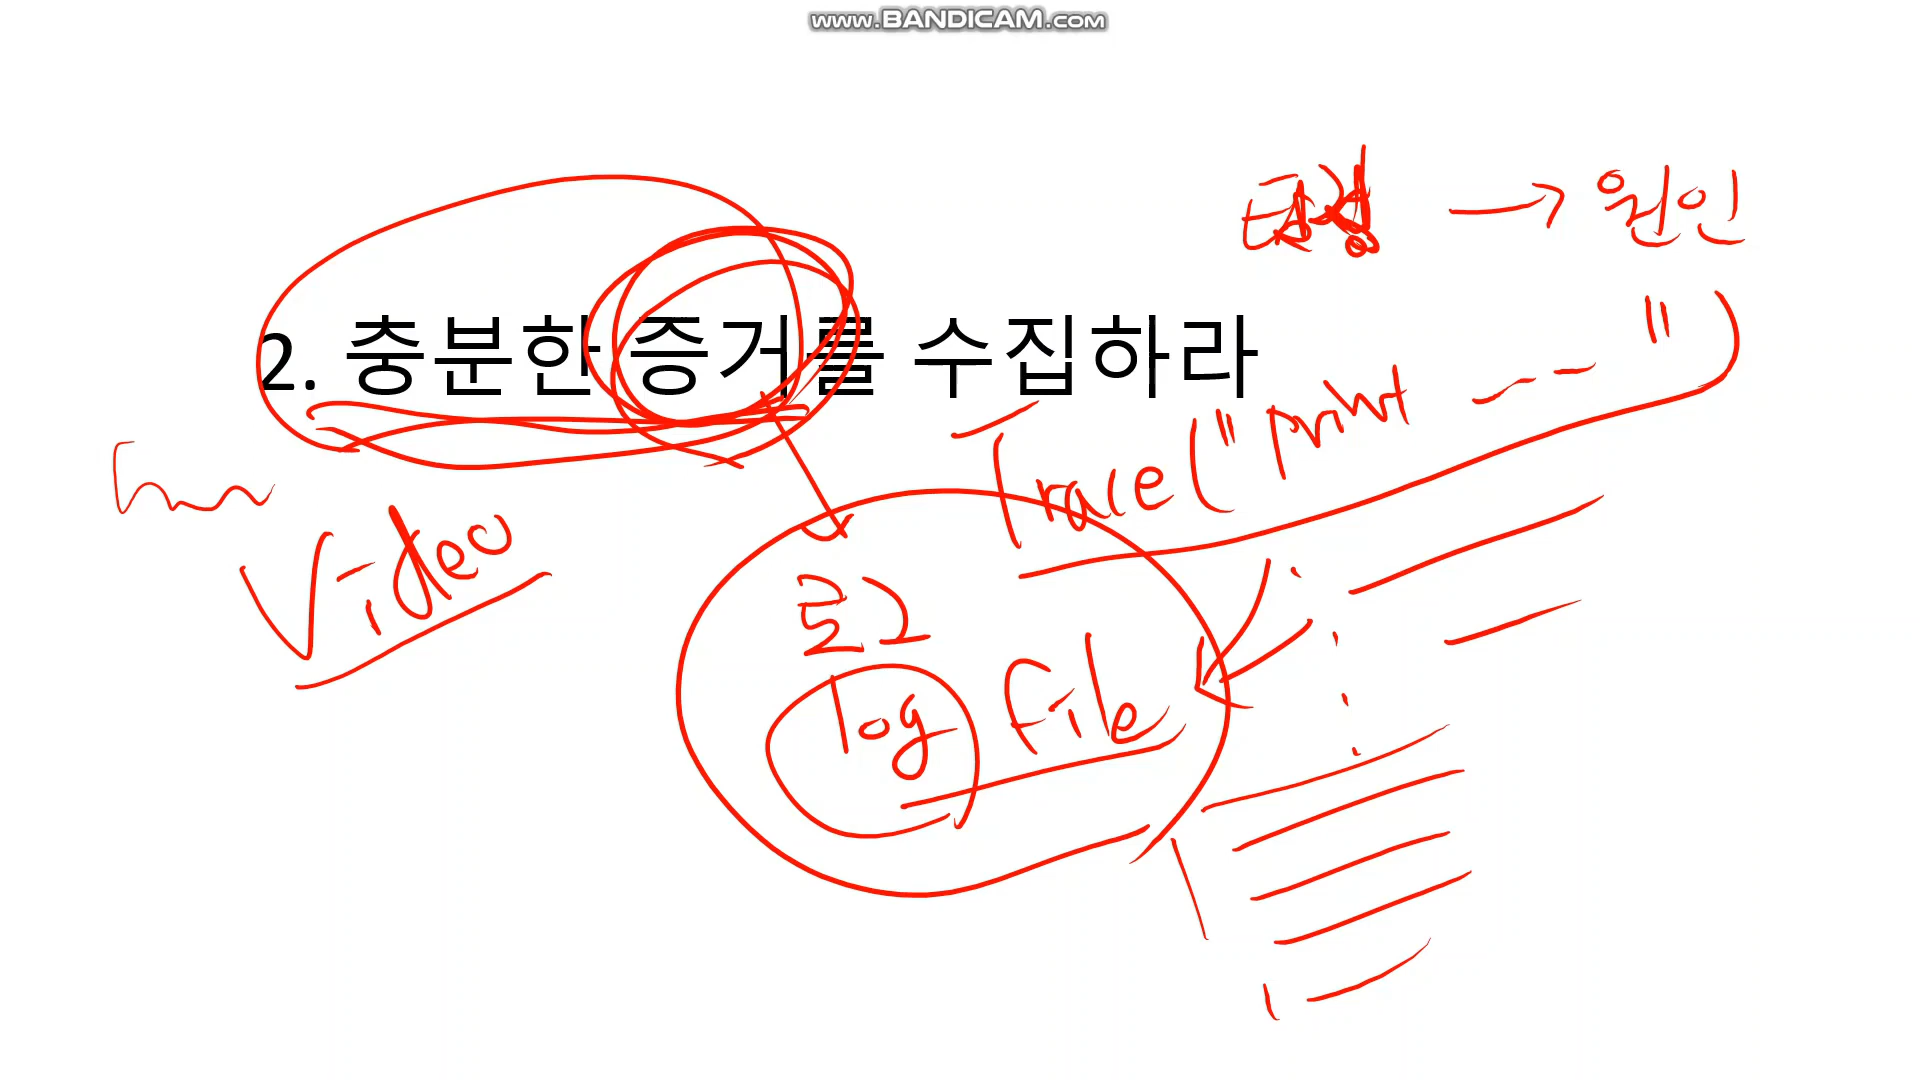 www.BANDICAM.com
→ 원인
2. 충분한 증거를 수집하라
Trace("print -- ")
Video
로그
log file